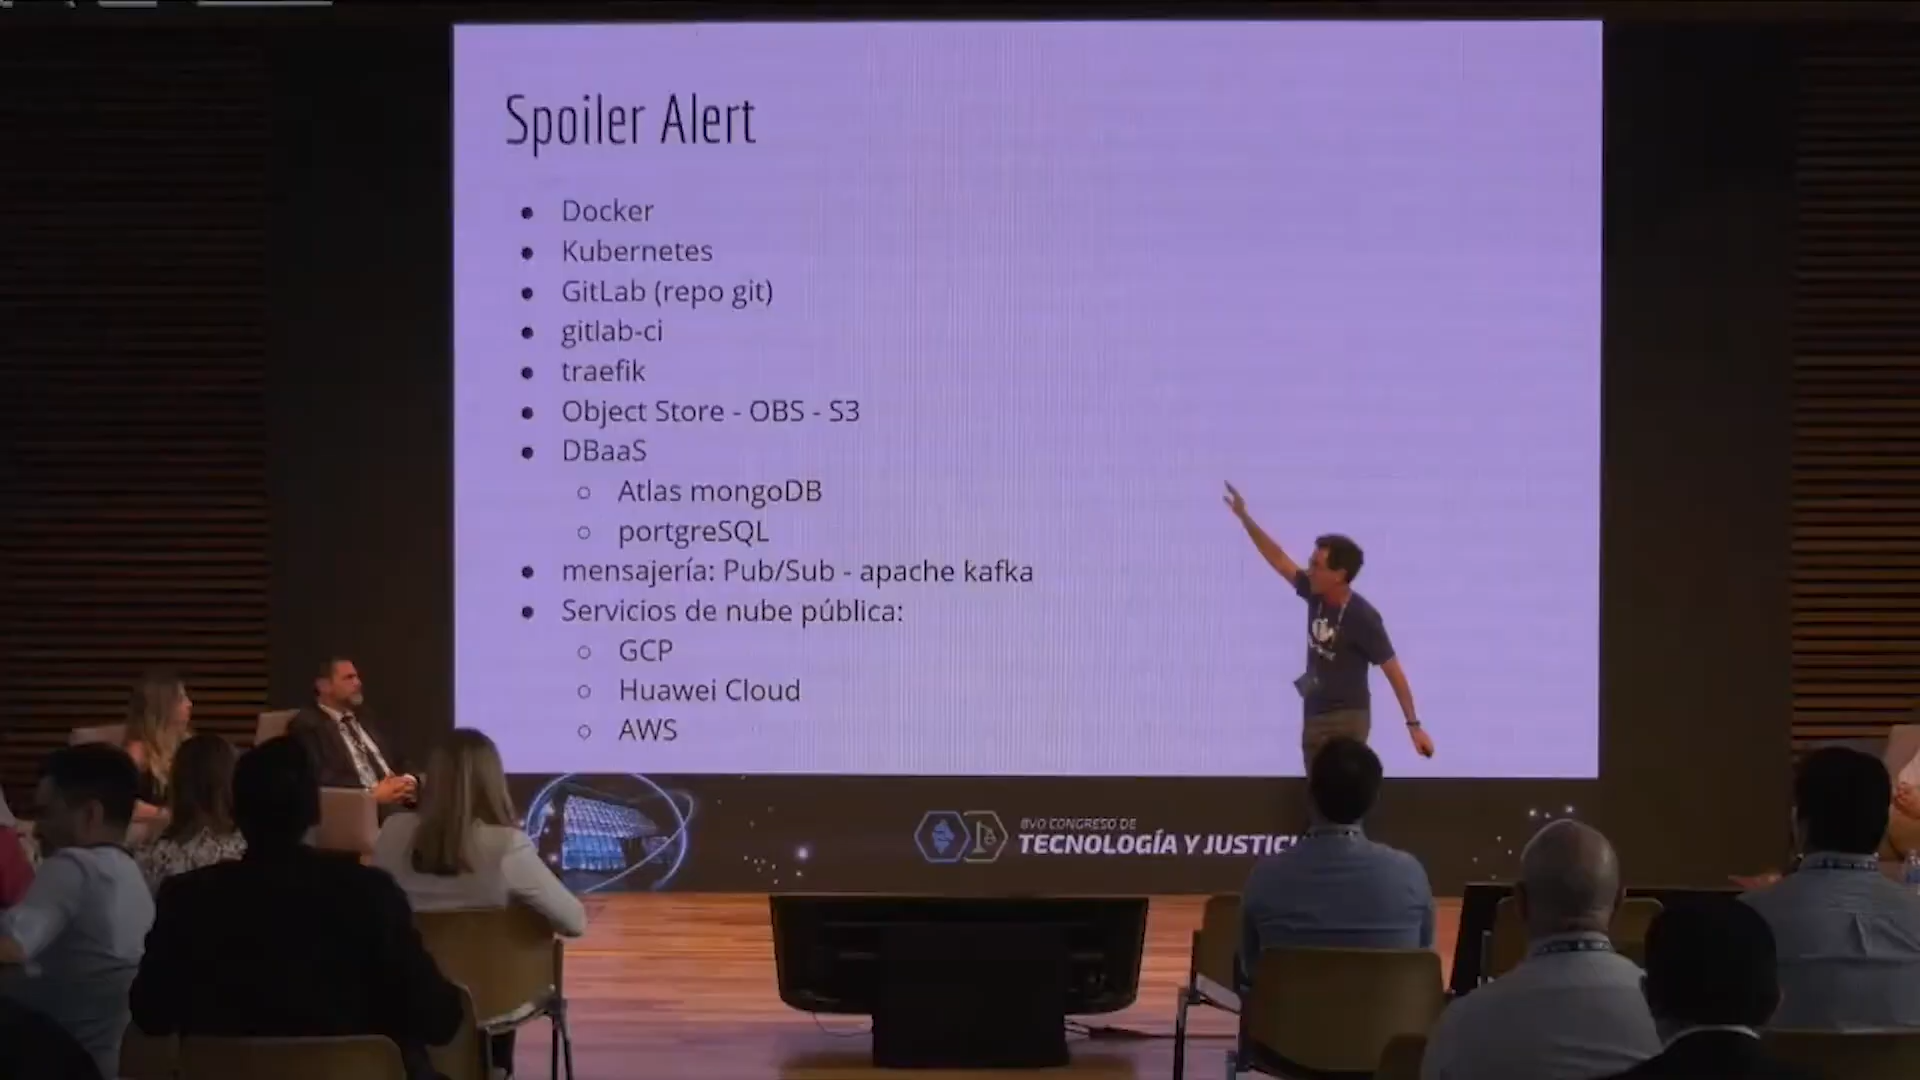 Spoiler Alert
Docker
Kubernetes
GitLab (repo git)
gitlab-ci
traefik
Object Store - OBS - S3
DBaaS
Atlas mongoDB
portgreSQL
mensajería: Pub/Sub - apache kafka
Servicios de nube pública:
GCP
Huawei Cloud
AWS
8VO CONGRESO DE
TECNOLOGÍA Y JUSTICI